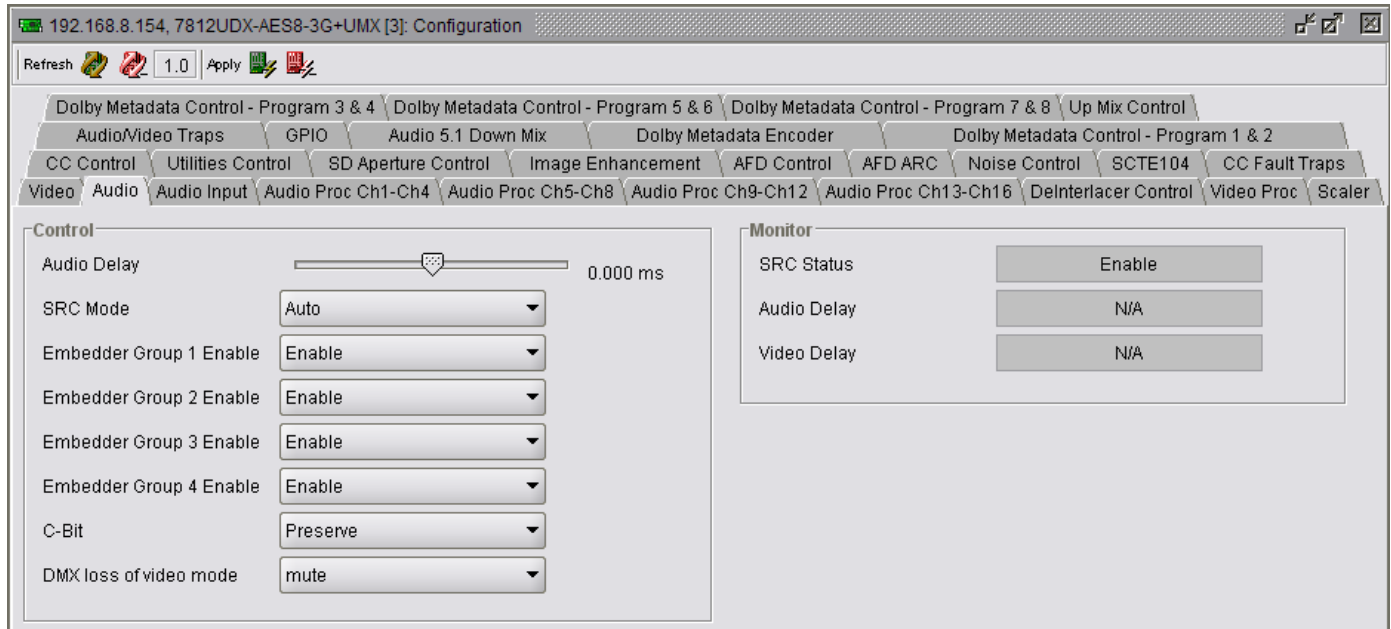 192.168.8.154, 7812UDX-AES8-3G+UMX [3]: Configuration
Refresh 1.0 Apply
Dolby Metadata Control - Program 3 & 4 Dolby Metadata Control - Program 5 & 6 Dolby Metadata Control - Program 7 & 8 Up Mix Control
Audio/Video Traps GPIO Audio 5.1 Down Mix Dolby Metadata Encoder Dolby Metadata Control - Program 1 & 2
CC Control Utilities Control SD Aperture Control Image Enhancement AFD Control AFD ARC Noise Control SCTE104 CC Fault Traps
Video Audio Audio Input Audio Proc Ch1-Ch4 Audio Proc Ch5-Ch8 Audio Proc Ch9-Ch12 Audio Proc Ch13-Ch16 DeInterlacer Control Video Proc Scaler
Control
Audio Delay 0.000 ms
SRC Mode Auto
Embedder Group 1 Enable Enable
Embedder Group 2 Enable Enable
Embedder Group 3 Enable Enable
Embedder Group 4 Enable Enable
C-Bit Preserve
DMX loss of video mode mute
Monitor
SRC Status Enable
Audio Delay N/A
Video Delay N/A